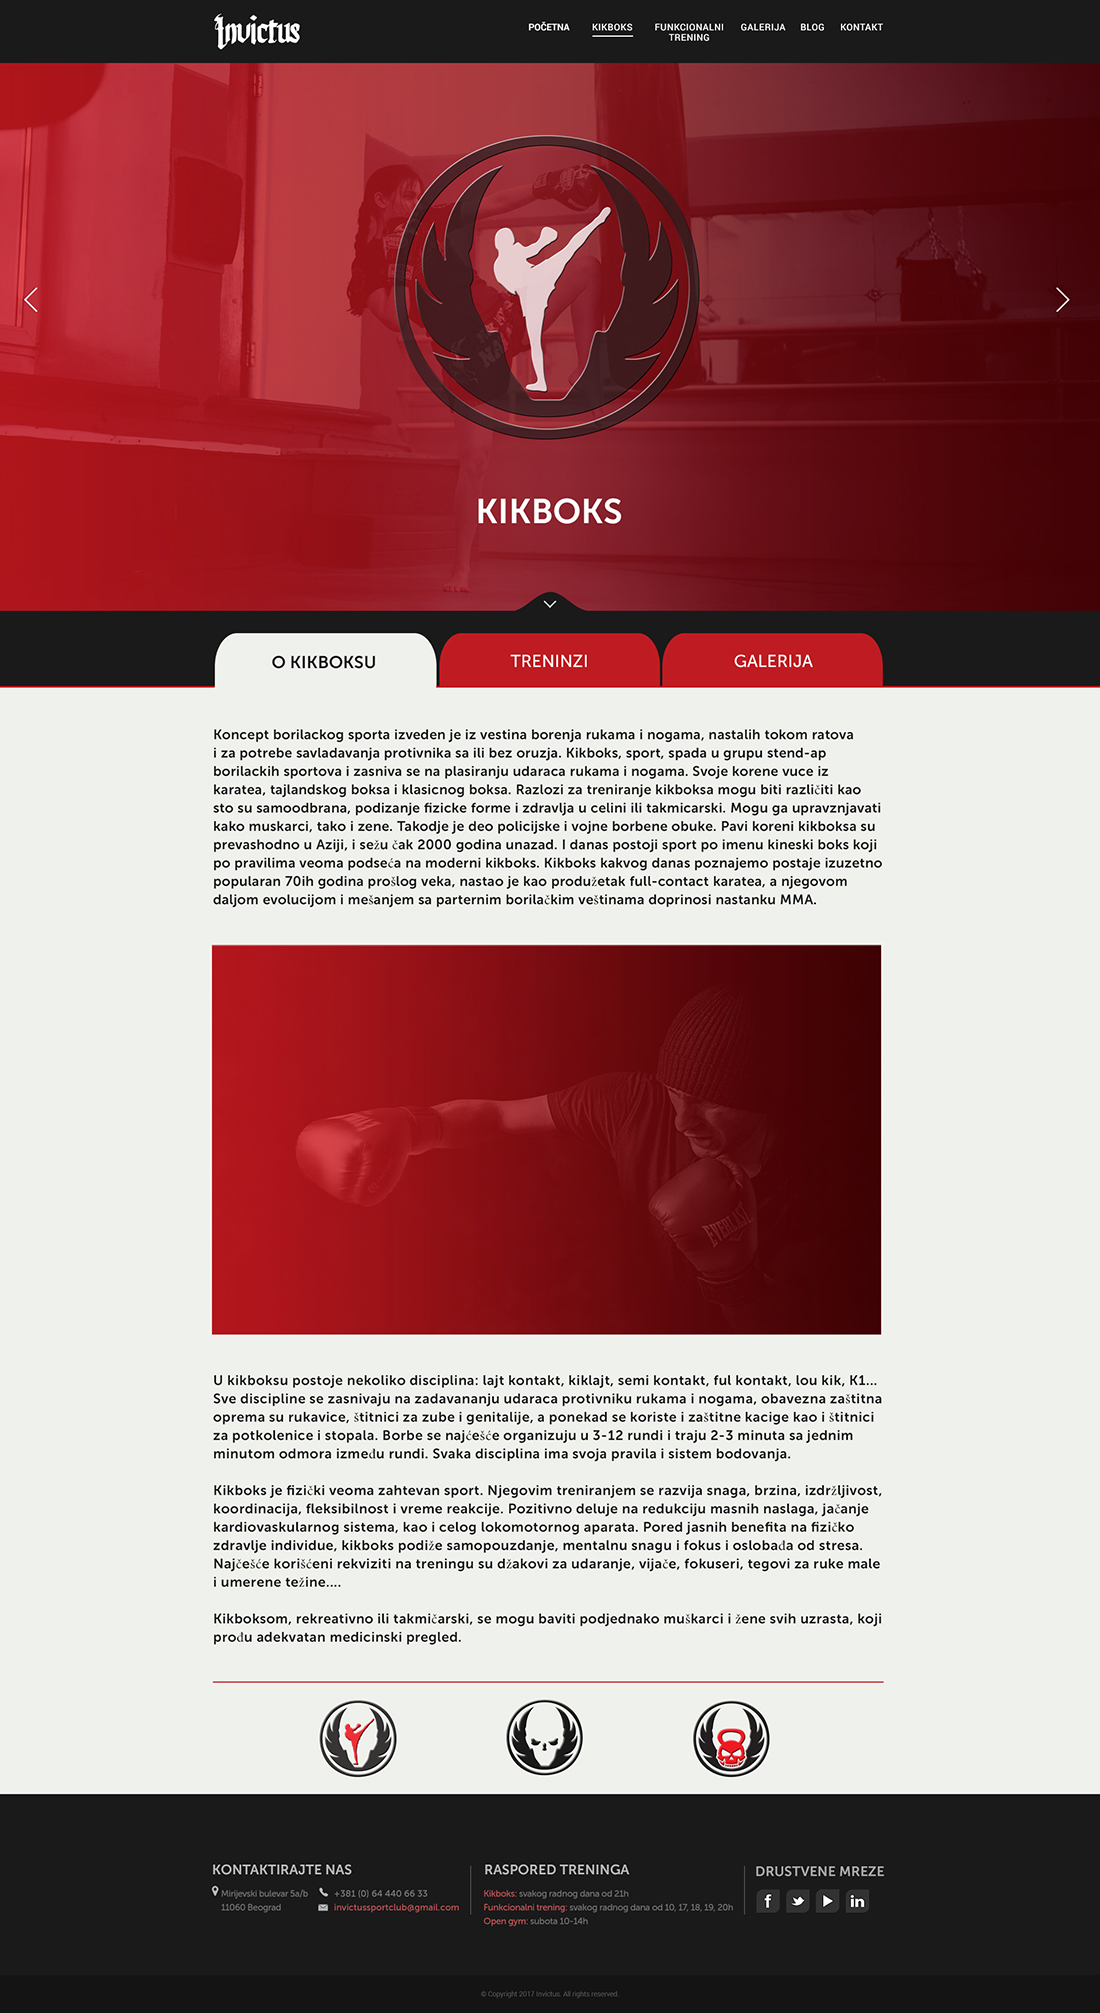 Invictus
POČETNA
KIKBOKS
FUNKCIONALNI
TRENING
GALERIJA
BLOG
KONTAKT
KIKBOKS
O KIKBOKSU
TRENINZI
GALERIJA
Koncept borilackog sporta izveden je iz vestina borenja rukama i nogama, nastalih tokom ratova
i za potrebe savladavanja protivnika sa ili bez oruzja. Kikboks, sport, spada u grupu stend-ap
borilackih sportova i zasniva se na plasiranju udaraca rukama i nogama. Svoje korene vuce iz
karatea, tajlandskog boksa i klasicnog boksa. Razlozi za treniranje kikboksa mogu biti različiti kao
sto su samoodbrana, podizanje fizicke forme i zdravlja u celini ili takmicarski. Mogu ga upravznjavati
kako muskarci, tako i zene. Takodje je deo policijske i vojne borbene obuke. Pavi koreni kikboksa su
prevashodno u Aziji, i sežu čak 2000 godina unazad. I danas postoji sport po imenu kineski boks koji
po pravilima veoma podseća na moderni kikboks. Kikboks kakvog danas poznajemo postaje izuzetno
popularan 70ih godina prošlog veka, nastao je kao produžetak full-contact karatea, a njegovom
daljom evolucijom i mešanjem sa parternim borilačkim veštinama doprinosi nastanku MMA.
EVERLAST
U kikboksu postoje nekoliko disciplina: lajt kontakt, kiklajt, semi kontakt, ful kontakt, lou kik, K1...
Sve discipline se zasnivaju na zadavananju udaraca protivniku rukama i nogama, obavezna zaštitna
oprema su rukavice, štitnici za zube i genitalije, a ponekad se koriste i zaštitne kacige kao i štitnici
za potkolenice i stopala. Borbe se najćešće organizuju u 3-12 rundi i traju 2-3 minuta sa jednim
minutom odmora između rundi. Svaka disciplina ima svoja pravila i sistem bodovanja.
Kikboks je fizički veoma zahtevan sport. Njegovim treniranjem se razvija snaga, brzina, izdržljivost,
koordinacija, fleksibilnost i vreme reakcije. Pozitivno deluje na redukciju masnih naslaga, jačanje
kardiovaskularnog sistema, kao i celog lokomotornog aparata. Pored jasnih benefita na fizičko
zdravlje individue, kikboks podiže samopouzdanje, mentalnu snagu i fokus i oslobađa od stresa.
Najčešće korišćeni rekviziti na treningu su džakovi za udaranje, vijače, fokuseri, tegovi za ruke male
i umerene težine....
Kikboksom, rekreativno ili takmičarski, se mogu baviti podjednako muškarci i žene svih uzrasta, koji
prođu adekvatan medicinski pregled.
KONTAKTIRAJTE NAS
Mirijevski bulevar 5a/b
11060 Beograd
+381 (0) 64 440 66 33
invictussportclub@gmail.com
RASPORED TRENINGA
Kikboks: svakog radnog dana od 21h
Funkcionalni trening: svakog radnog dana od 10, 17, 18, 19, 20h
Open gym: subota 10-14h
DRUSTVENE MREZE
© Copyright 2017 Invictus. All rights reserved.